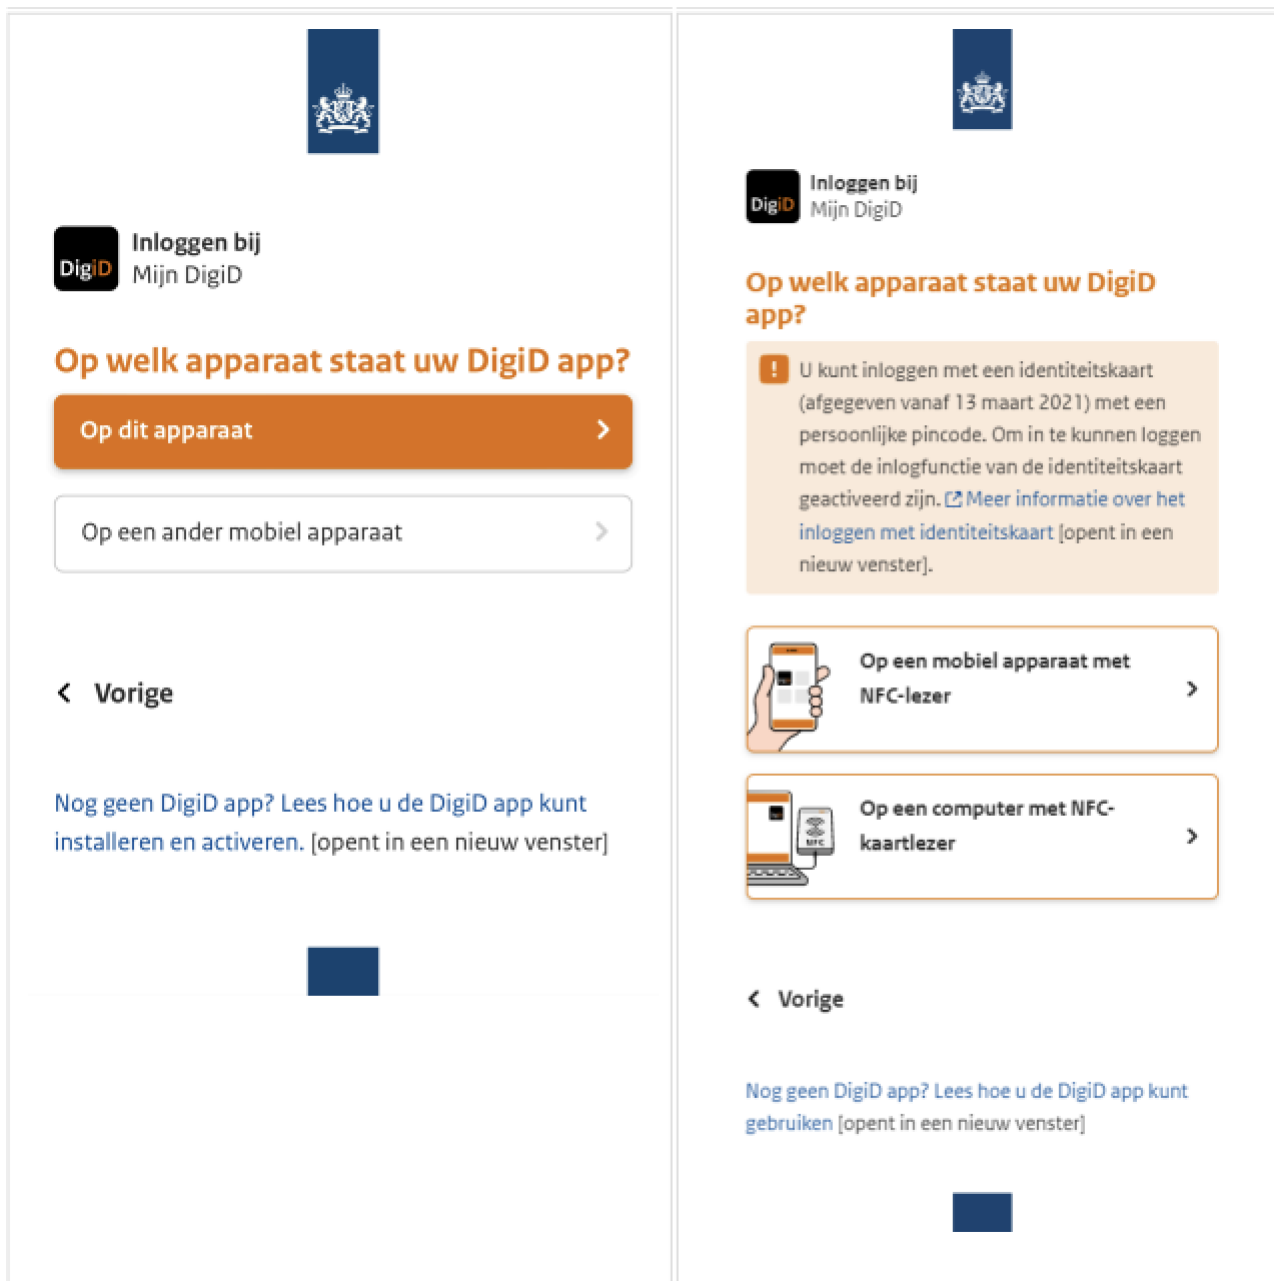 DigiD
Inloggen bij
Mijn DigiD
Op welk apparaat staat uw DigiD app?
Op dit apparaat
Op een ander mobiel apparaat
Vorige
Nog geen DigiD app? Lees hoe u de DigiD app kunt
installeren en activeren. [opent in een nieuw venster]
DigiD
Inloggen bij
Mijn DigiD
Op welk apparaat staat uw DigiD
app?
! U kunt inloggen met een identiteitskaart
(afgegeven vanaf 13 maart 2021) met een
persoonlijke pincode. Om in te kunnen loggen
moet de inlogfunctie van de identiteitskaart
geactiveerd zijn. Meer informatie over het
inloggen met identiteitskaart [opent in een
nieuw venster].
Op een mobiel apparaat met
NFC-lezer
NFC
Op een computer met NFC-
kaartlezer
Vorige
Nog geen DigiD app? Lees hoe u de DigiD app kunt
gebruiken [opent in een nieuw venster]